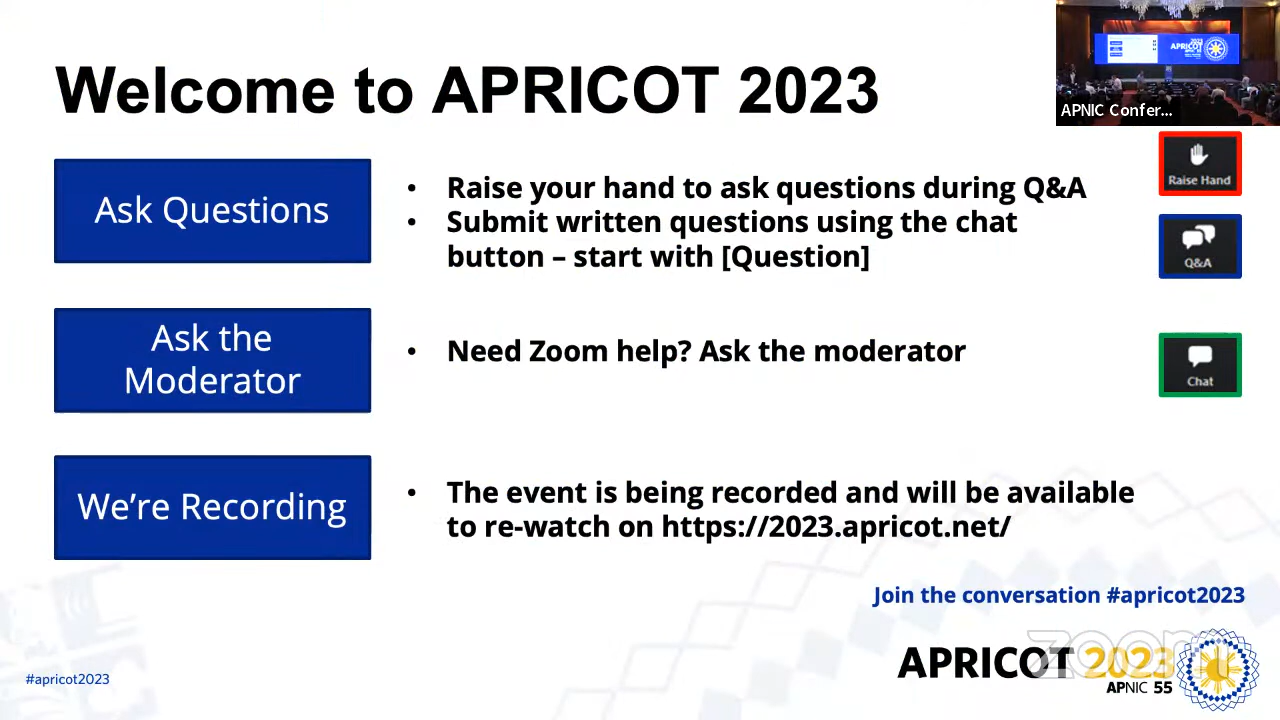 Welcome to APRICOT 2023
APNIC Confer...
Ask Questions
• Raise your hand to ask questions during Q&A
• Submit written questions using the chat
button – start with [Question]
Raise Hand
Q&A
Ask the
Moderator
• Need Zoom help? Ask the moderator
Chat
We’re Recording
• The event is being recorded and will be available
to re-watch on https://2023.apricot.net/
Join the conversation #apricot2023
zoom
APRICOT 2023
APNIC 55
#apricot2023